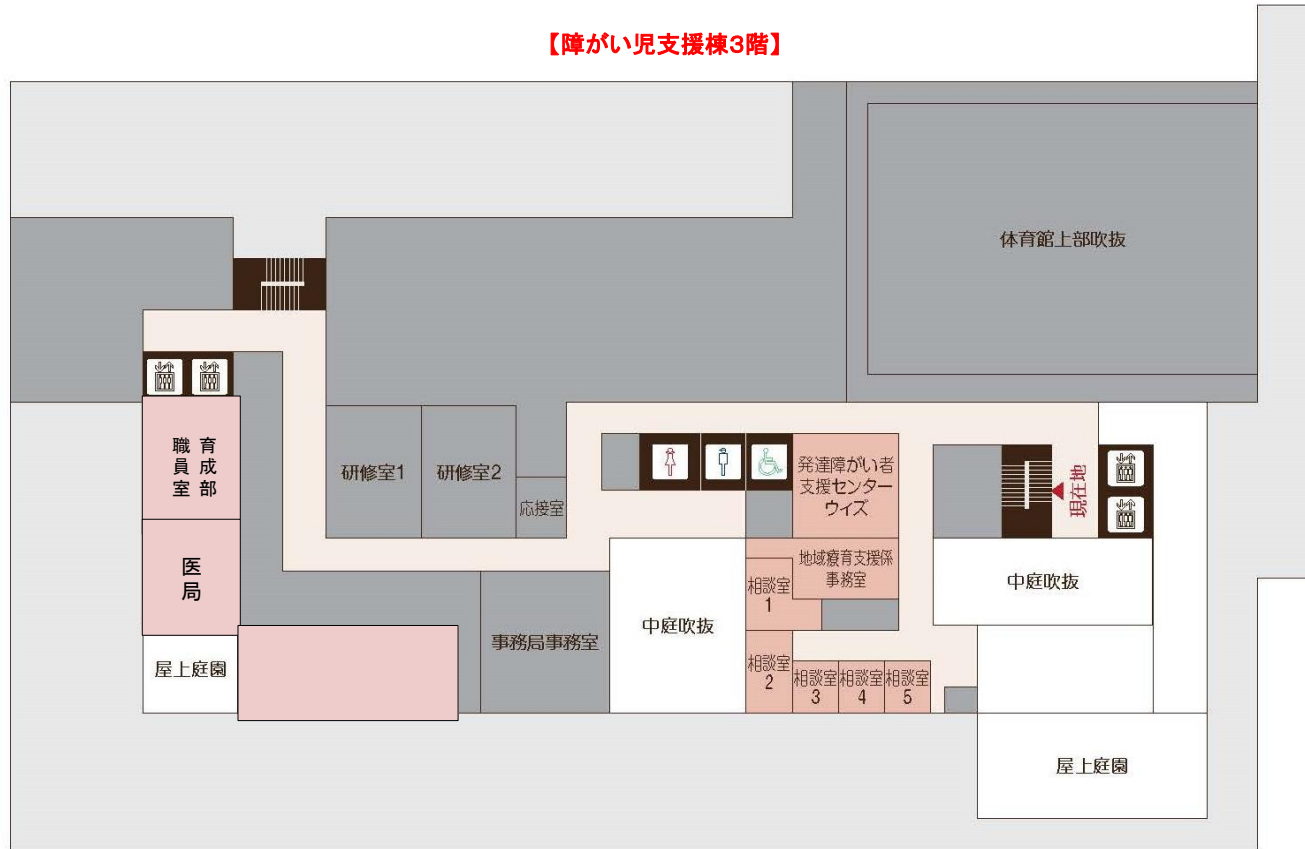 【障がい児支援棟3階】
体育館上部吹抜
育成部
職員室
研修室1
研修室2
応接室
発達障がい者
支援センター
ウイズ
現在地
医局
地域療育支援係
事務室
相談室
1
中庭吹抜
中庭吹抜
事務局事務室
屋上庭園
相談室
2
相談室
3
相談室
4
相談室
5
屋上庭園